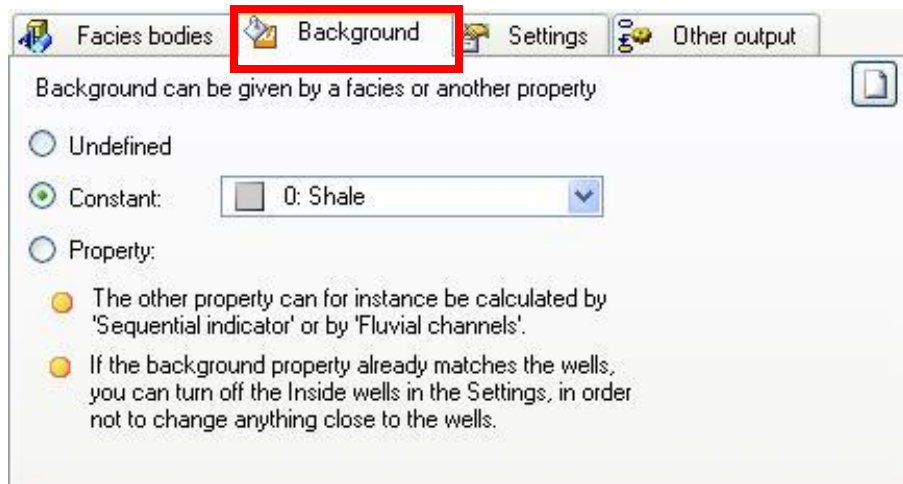 Facies bodies Background Settings Other output
Background can be given by a facies or another property
Undefined
Constant: 0: Shale
Property:
The other property can for instance be calculated by
'Sequential indicator' or by 'Fluvial channels'.
If the background property already matches the wells,
you can turn off the Inside wells in the Settings, in order
not to change anything close to the wells.